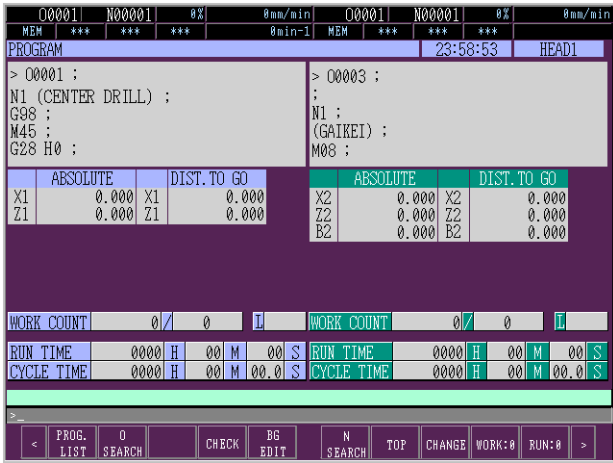 O0001 N00001 0% 0mm/min O0001 N00001 0% 0mm/min
MEM *** *** *** 0min-1 MEM *** *** *** 0min-1
PROGRAM 23:58:53 HEAD1
> O0001 ;
N1 (CENTER DRILL) ;
G98 ;
M45 ;
G28 H0 ;
> O0003 ;
;
N1 ;
(GAIKEI) ;
M08 ;
ABSOLUTE DIST.TO GO
X1 0.000 X1 0.000
Z1 0.000 Z1 0.000
ABSOLUTE DIST.TO GO
X2 0.000 X2 0.000
Z2 0.000 Z2 0.000
B2 0.000 B2 0.000
WORK COUNT 0 / 0 L WORK COUNT 0 / 0 L
RUN TIME 0000 H 00 M 00 S RUN TIME 0000 H 00 M 00 S
CYCLE TIME 0000 H 00 M 00.0 S CYCLE TIME 0000 H 00 M 00.0 S
>_
< PROG. LIST O SEARCH CHECK BG EDIT N SEARCH TOP CHANGE WORK:0 RUN:0 >